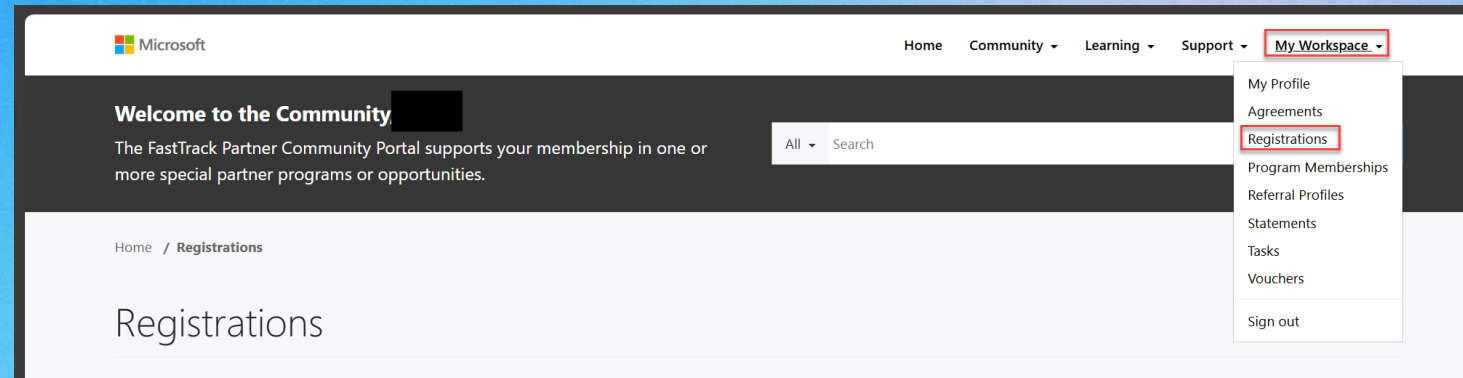 Microsoft
Home Community Learning Support My Workspace
My Profile
Agreements
Registrations
Program Memberships
Referral Profiles
Statements
Tasks
Vouchers
Sign out
Welcome to the Community,
The FastTrack Partner Community Portal supports your membership in one or
more special partner programs or opportunities.
All Search
Home / Registrations
Registrations